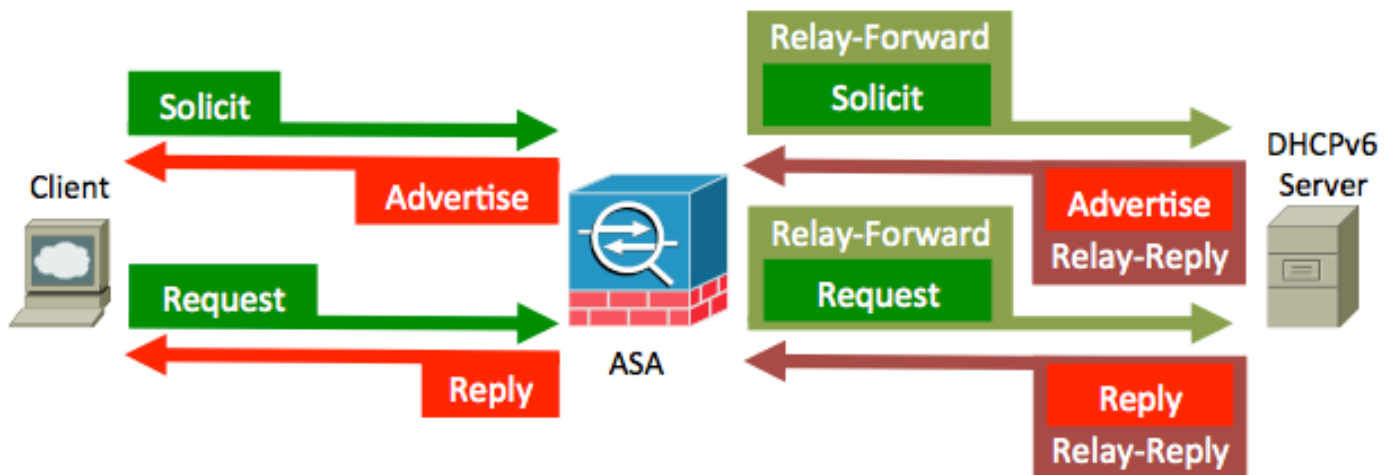 Relay-Forward
Solicit
Solicit
DHCPv6
Server
Client
Advertise
Advertise
Relay-Reply
Relay-Forward
Request
Request
ASA
Reply
Reply
Relay-Reply